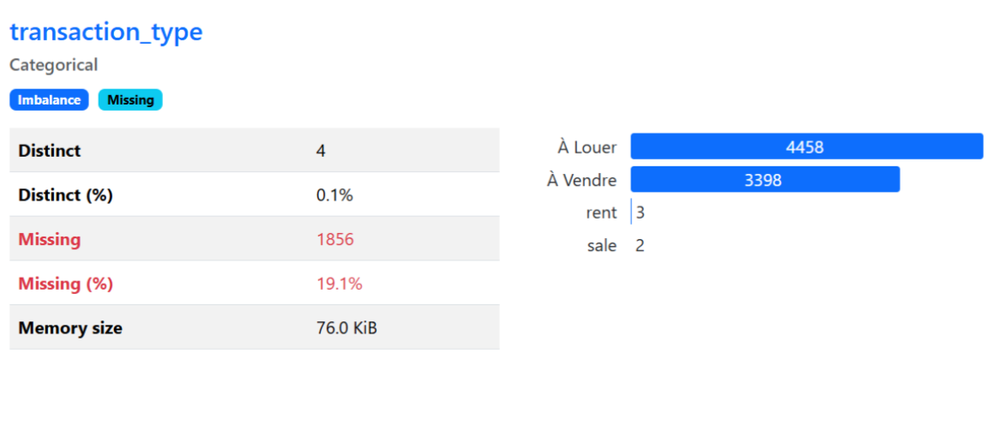 transaction_type
Categorical
Imbalance Missing
Distinct 4
Distinct (%) 0.1%
Missing 1856
Missing (%) 19.1%
Memory size 76.0 KiB
À Louer 4458
À Vendre 3398
rent 3
sale 2